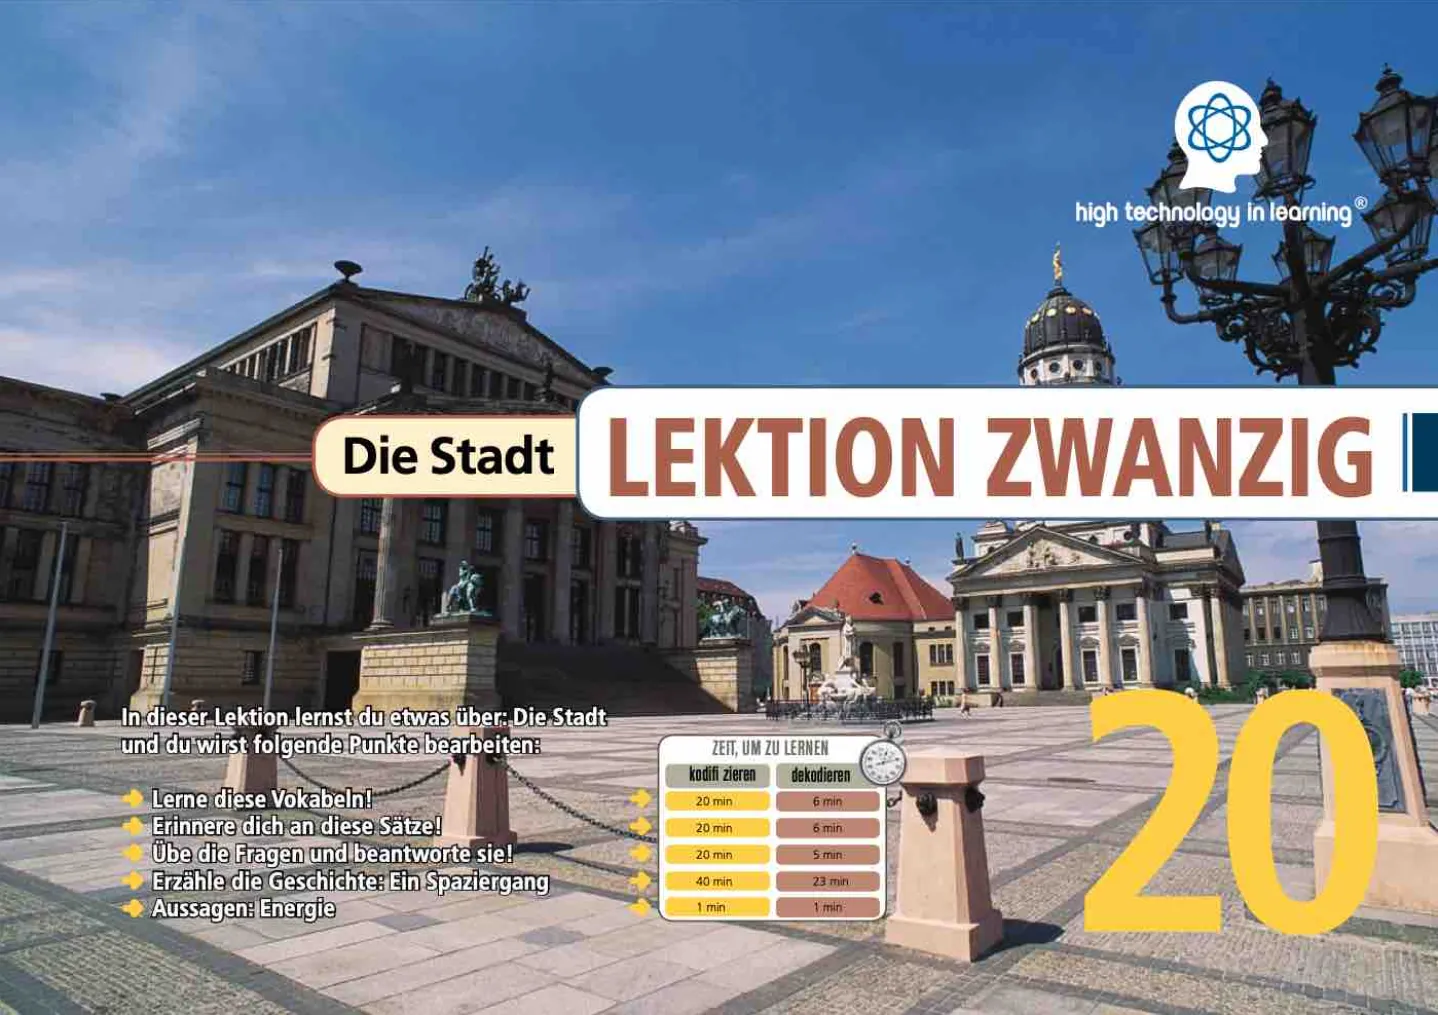 high technology in learning®
Die Stadt
LEKTION ZWANZIG
In dieser Lektion lernst du etwas über: Die Stadt
und du wirst folgende Punkte bearbeiten:
Lerne diese Vokabeln!
Erinnere dich an diese Sätze!
Übe die Fragen und beantworte sie!
Erzähle die Geschichte: Ein Spaziergang
Aussagen: Energie
ZEIT, UM ZU LERNEN
kodifi zieren dekodieren
20 min 6 min
20 min 6 min
20 min 5 min
40 min 23 min
1 min 1 min
20